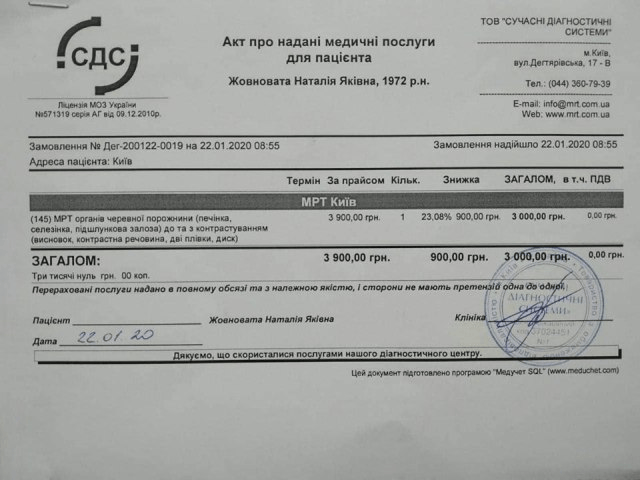 СДС
Ліцензія МОЗ України
№571319 серія АГ від 09.12.2010р.
Акт про надані медичні послуги
для пацієнта
Жовновата Наталія Яківна, 1972 р.н.
ТОВ "СУЧАСНІ ДІАГНОСТИЧНІ
СИСТЕМИ"
м.Київ,
вул.Дегтярівська, 17 - В
Тел.: (044) 360-79-39
E-mail: info@mrt.com.ua
Web: www.mrt.com.ua
Замовлення № Дег-200122-0019 на 22.01.2020 08:55
Замовлення надійшло 22.01.2020 08:55
Адреса пацієнта: Київ
Термін За прайсом Кільк. Знижка ЗАГАЛОМ, в т.ч. ПДВ
МРТ Київ
(145) МРТ органів черевної порожнини (печінка, 3 900,00 грн. 1 23,08% 900,00 грн. 3 000,00 грн. 0,00 грн.
селезінка, підшлункова залоза) до та з контрастуванням
(висновок, контрастна речовина, дві плівки, диск)
ЗАГАЛОМ: 3 900,00 грн. 900,00 грн. 3 000,00 грн. 0,00 грн.
Три тисячі нуль грн. 00 коп.
Перераховані послуги надано в повному обсязі та з належною якістю, і сторони не мають претензій одна до одної.
Пацієнт Жовновата Наталія Яківна Клініка
Дата 22.01.20
ДІАГНОСТИЧНІ
СИСТЕМИ»
Дякуємо, що скористалися послугами нашого діагностичного центру.
Цей документ підготовлено програмою "Медучет SQL" (www.meduchet.com)